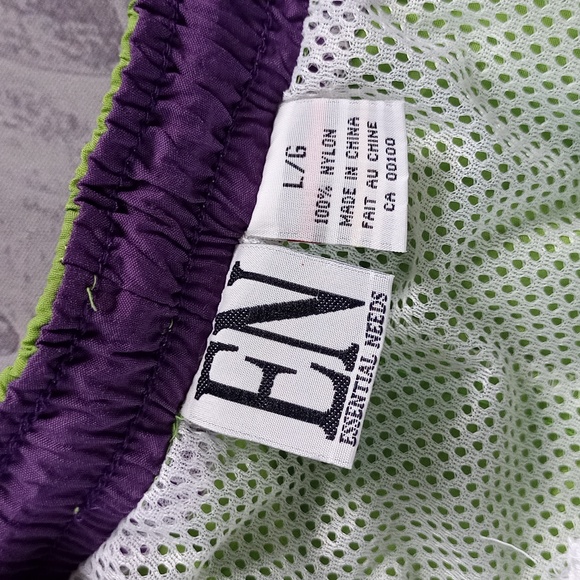 L/G
100% NYLON
MADE IN CHINA
FAIT AU CHINE
CA 00100
EN
ESSENTIAL NEEDS